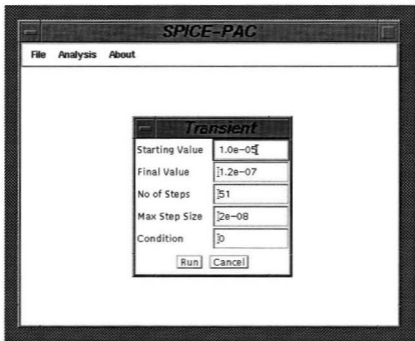 SPICE-PAC
File Analysis About
Transient
Starting Value 1.0e-05
Final Value 1.2e-07
No of Steps 51
Max Step Size 2e-08
Condition 0
Run Cancel